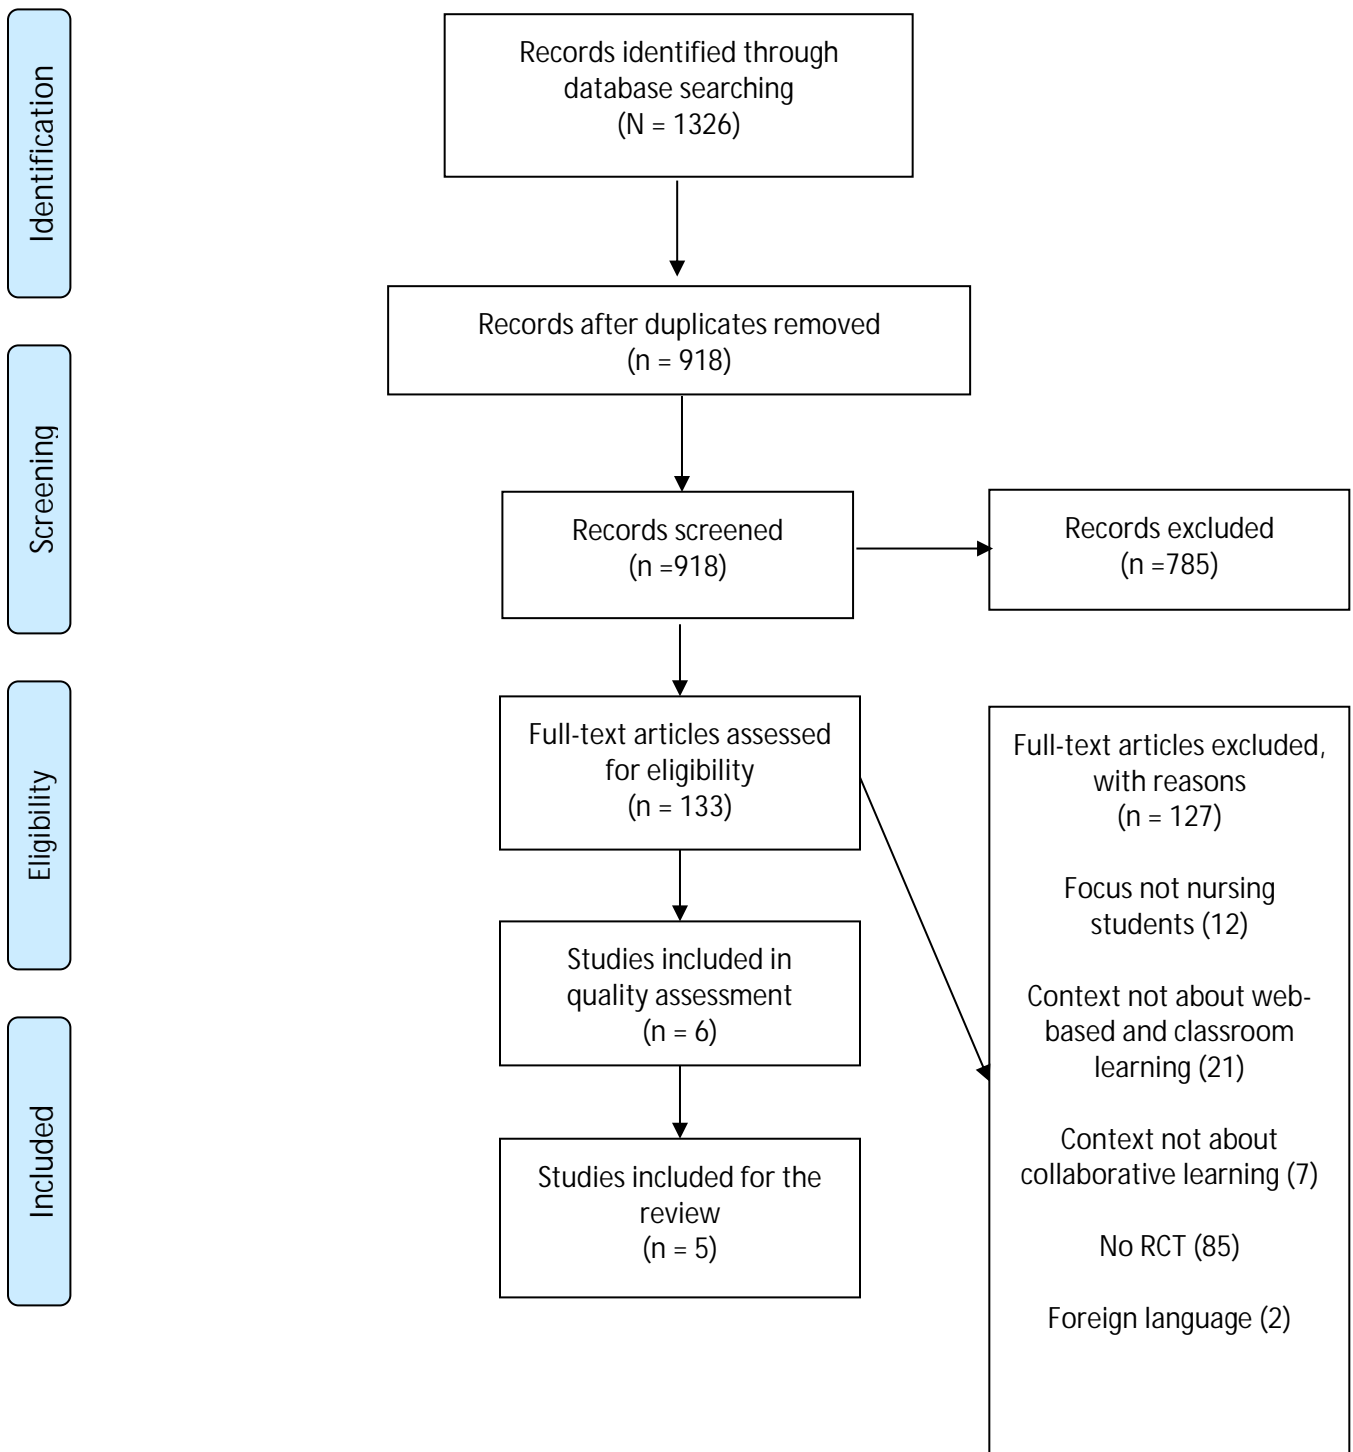 Identification
Records identified through
database searching
(N = 1326)
Records after duplicates removed
(n = 918)
Screening
Records screened
(n =918)
Records excluded
(n =785)
Eligibility
Full-text articles assessed
for eligibility
(n = 133)
Full-text articles excluded,
with reasons
(n = 127)
Focus not nursing
students (12)
Context not about web-
based and classroom
learning (21)
Context not about
collaborative learning (7)
No RCT (85)
Foreign language (2)
Studies included in
quality assessment
(n = 6)
Included
Studies included for the
review
(n = 5)